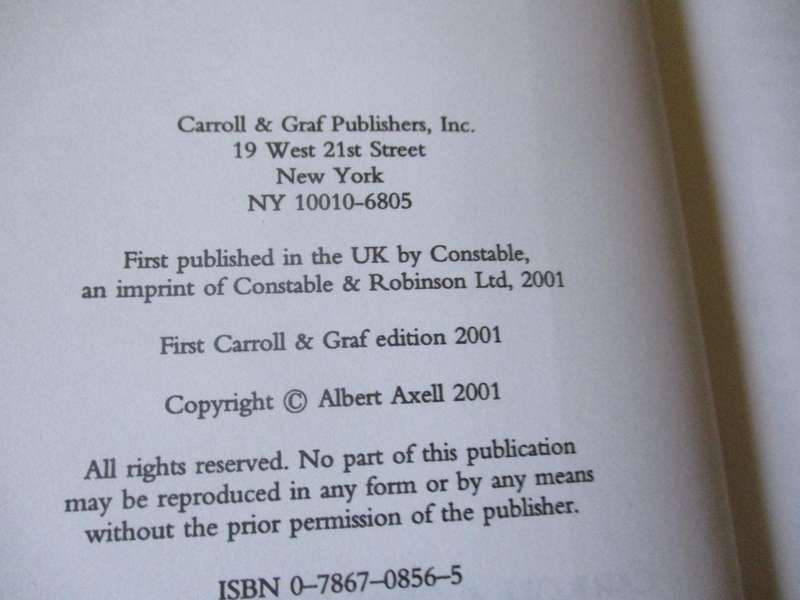 Carroll & Graf Publishers, Inc.
19 West 21st Street
New York
NY 10010–6805
First published in the UK by Constable,
an imprint of Constable & Robinson Ltd, 2001
First Carroll & Graf edition 2001
Copyright © Albert Axell 2001
All rights reserved. No part of this publication
may be reproduced in any form or by any means
without the prior permission of the publisher.
ISBN 0–7867–0856–5